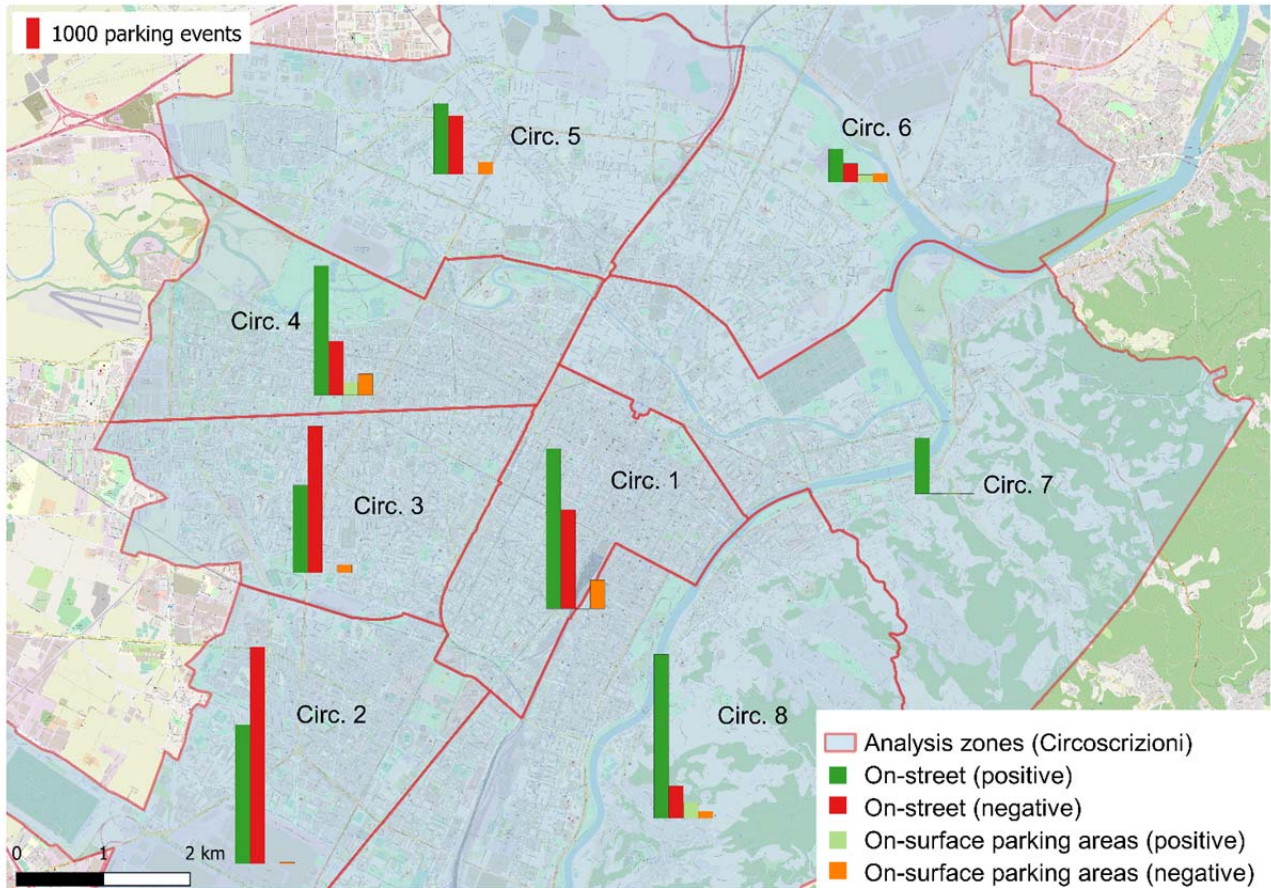 1000 parking events
Circ. 5
Circ. 6
Circ. 4
Circ. 3
Circ. 1
Circ. 7
Circ. 2
Circ. 8
Analysis zones (Circoscrizioni)
On-street (positive)
On-street (negative)
On-surface parking areas (positive)
On-surface parking areas (negative)
0 1 2 km